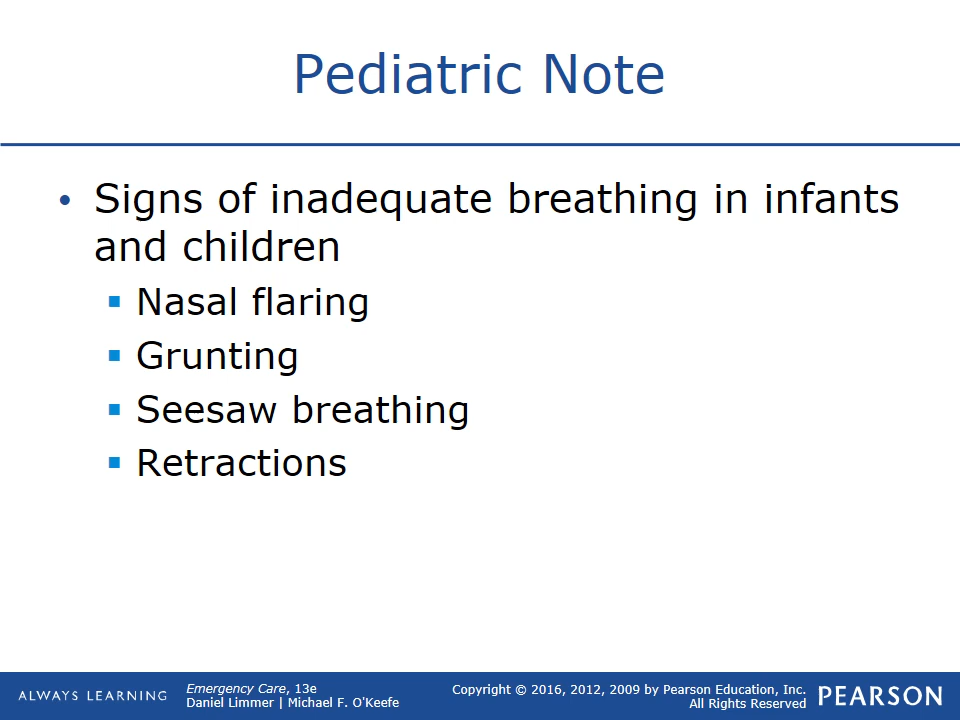 Pediatric Note
• Signs of inadequate breathing in infants
and children
▪ Nasal flaring
▪ Grunting
▪ Seesaw breathing
▪ Retractions
ALWAYS LEARNING
Emergency Care, 13e
Daniel Limmer | Michael F. O'Keefe
Copyright © 2016, 2012, 2009 by Pearson Education, Inc.
All Rights Reserved
PEARSON